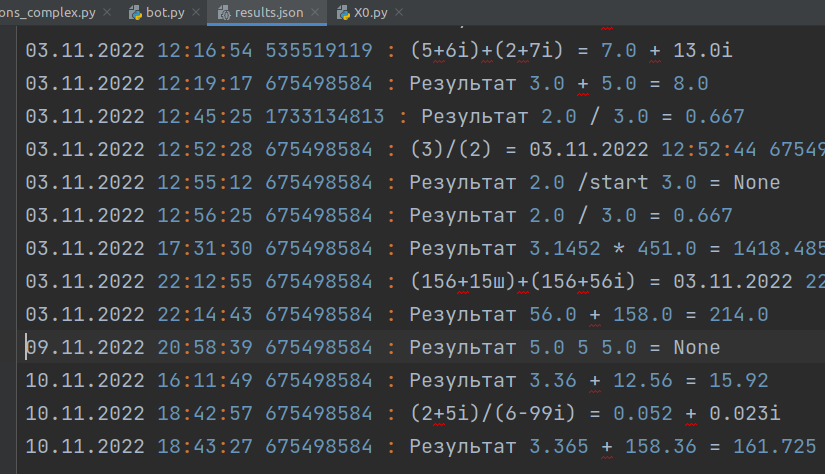 ons_complex.py bot.py results.json X0.py
03.11.2022 12:16:54 535519119 : (5+6i)+(2+7i) = 7.0 + 13.0i
03.11.2022 12:19:17 675498584 : Результат 3.0 + 5.0 = 8.0
03.11.2022 12:45:25 1733134813 : Результат 2.0 / 3.0 = 0.667
03.11.2022 12:52:28 675498584 : (3)/(2) = 03.11.2022 12:52:44 67549
03.11.2022 12:55:12 675498584 : Результат 2.0 /start 3.0 = None
03.11.2022 12:56:25 675498584 : Результат 2.0 / 3.0 = 0.667
03.11.2022 17:31:30 675498584 : Результат 3.1452 * 451.0 = 1418.485
03.11.2022 22:12:55 675498584 : (156+15ш)+(156+56i) = 03.11.2022 22
03.11.2022 22:14:43 675498584 : Результат 56.0 + 158.0 = 214.0
09.11.2022 20:58:39 675498584 : Результат 5.0 5 5.0 = None
10.11.2022 16:11:49 675498584 : Результат 3.36 + 12.56 = 15.92
10.11.2022 18:42:57 675498584 : (2+5i)/(6-99i) = 0.052 + 0.023i
10.11.2022 18:43:27 675498584 : Результат 3.365 + 158.36 = 161.725